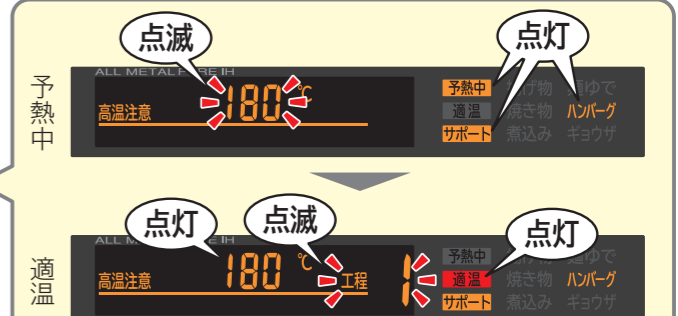 点滅
点灯
予熱中
ALL METAL
RE IH
高温注意
180℃
予熱中 揚げ物 麺ゆで
適温 焼き物 ハンバーグ
サポート 煮込み ギョウザ
点灯
点滅
点灯
適温
ALL
IH
高温注意
180℃
工程 1
予熱中
適温 焼き物 ハンバーグ
サポート 煮込み ギョウザ